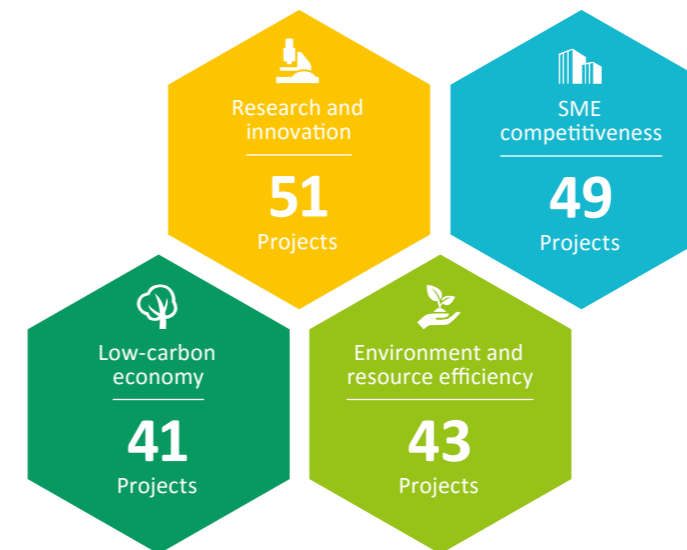 Research and
innovation
51
Projects
SME
competitiveness
49
Projects
Low-carbon
economy
41
Projects
Environment and
resource efficiency
43
Projects